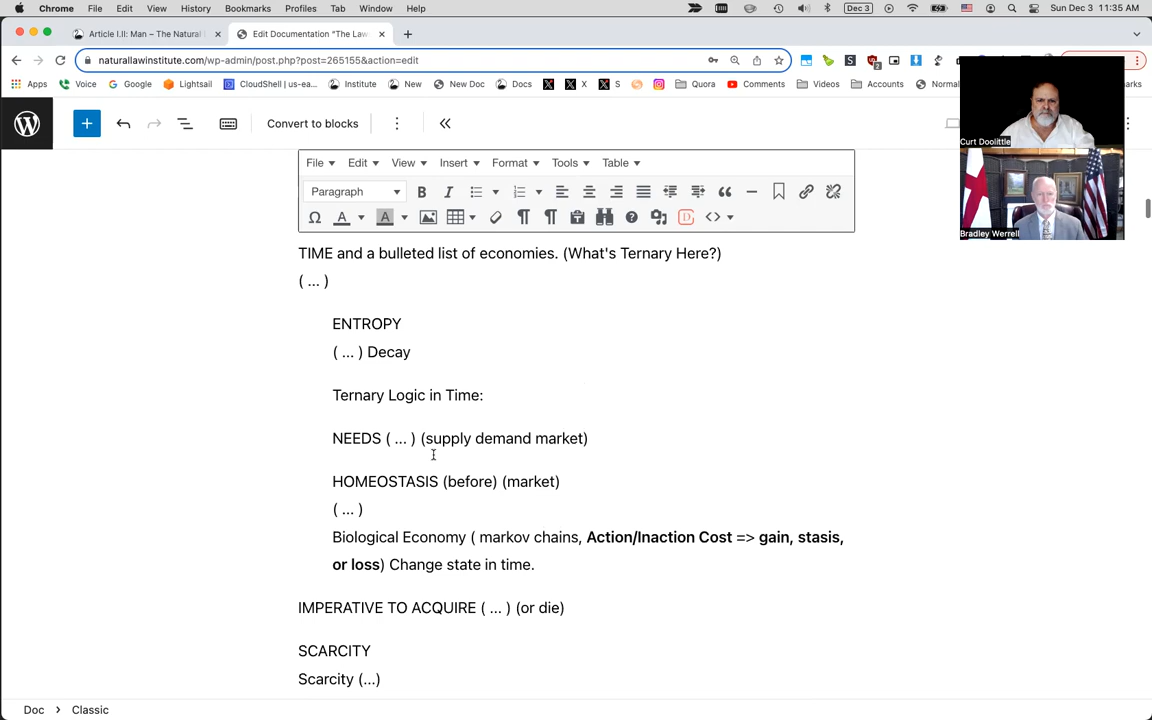 Chrome File Edit View History Bookmarks Profiles Tab Window Help Dec 3 Sun Dec 3 11:35 AM
Article I.II: Man – The Natural × Edit Documentation “The Law × +
naturallawinstitute.com/wp-admin/post.php?post=265155&action=edit
Apps Voice Google Lightsail CloudShell | us-ea... Institute New New Doc Docs X X S Quora Comments Videos Accounts Normal marks
Convert to blocks
Curt Doolittle
Bradley Werrell
File Edit View Insert Format Tools Table
Paragraph B I
TIME and a bulleted list of economies. (What's Ternary Here?)
( ... )
ENTROPY
( ... ) Decay
Ternary Logic in Time:
NEEDS ( ... ) (supply demand market)
HOMEOSTASIS (before) (market)
( ... )
Biological Economy ( markov chains, Action/Inaction Cost => gain, stasis,
or loss) Change state in time.
IMPERATIVE TO ACQUIRE ( ... ) (or die)
SCARCITY
Scarcity (...)
Doc > Classic